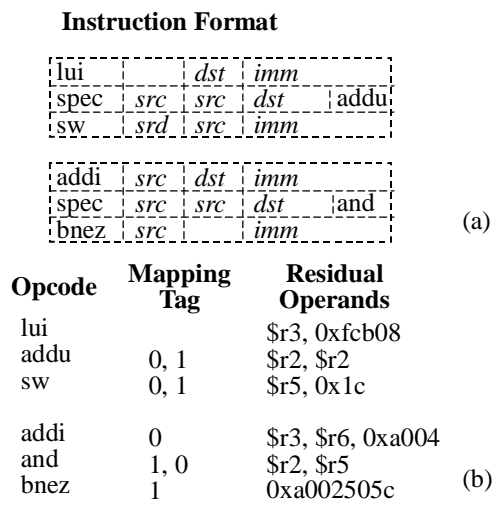 Instruction Format
lui dst imm
spec src src dst addu
sw srd src imm
addi src dst imm
spec src src dst and
bnez src imm
(a)
Opcode Mapping Tag Residual Operands
lui $r3, 0xfcb08
addu 0, 1 $r2, $r2
sw 0, 1 $r5, 0x1c
addi 0 $r3, $r6, 0xa004
and 1, 0 $r2, $r5
bnez 1 0xa002505c
(b)